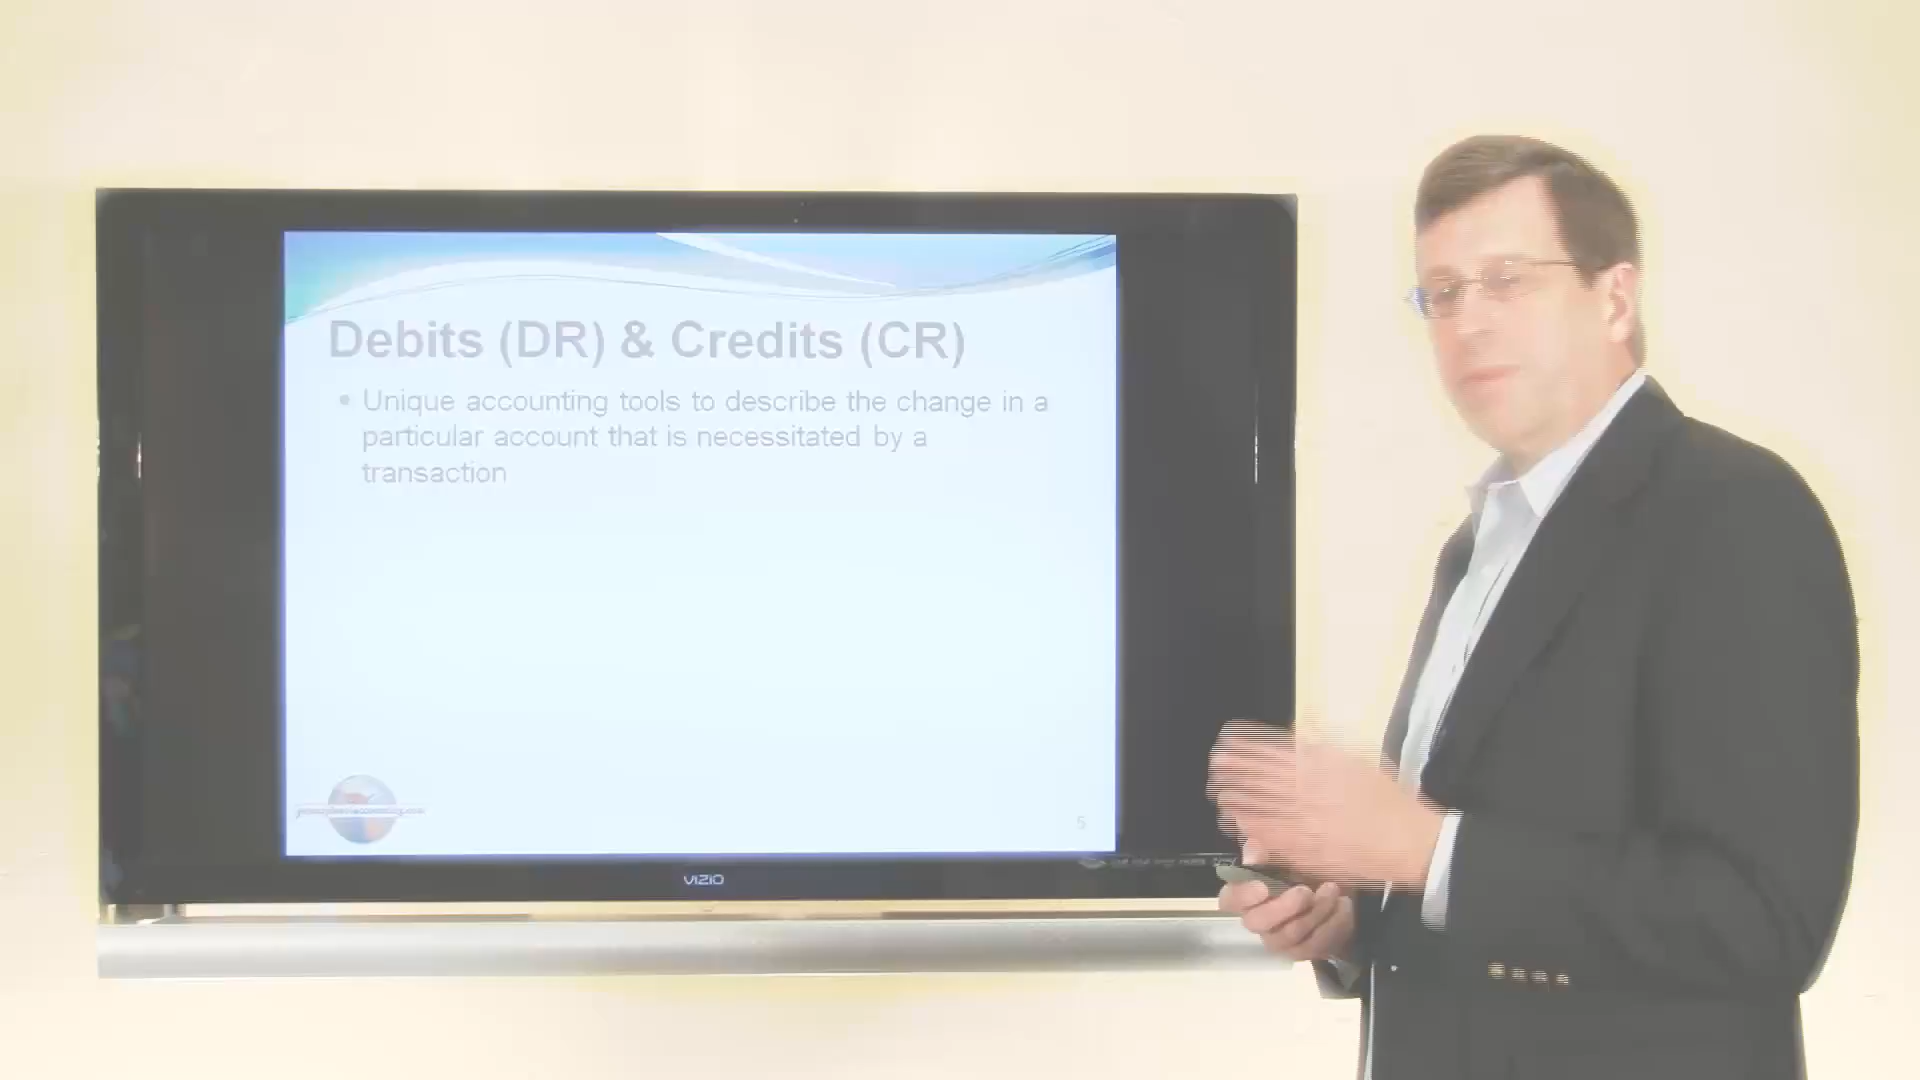 Debits (DR) & Credits (CR)
• Unique accounting tools to describe the change in a
particular account that is necessitated by a
transaction
5
VIZIO